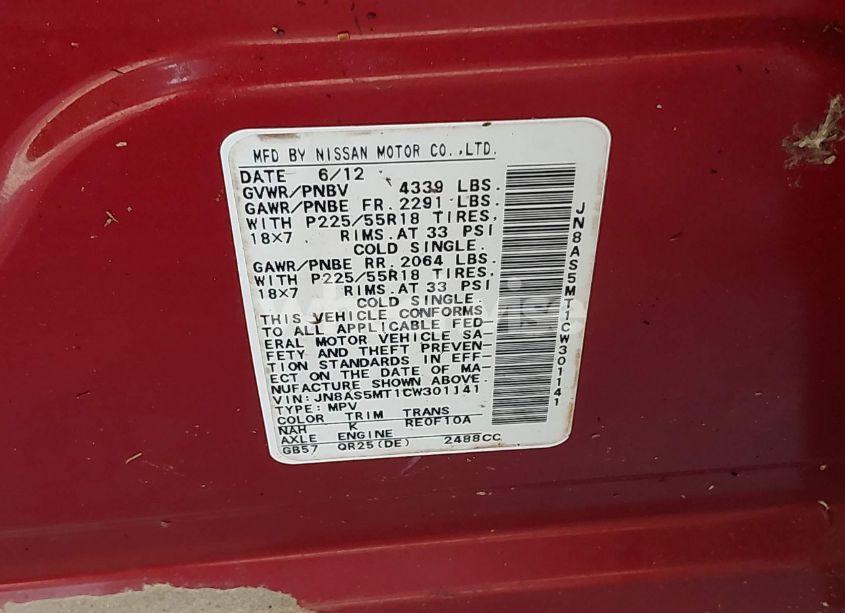 MFD BY NISSAN MOTOR CO.,LTD.
DATE 6/12
GVWR/PNBV 4339 LBS.
GAWR/PNBE FR.2291 LBS.
WITH P225/55R18 TIRES,
18×7 RIMS.AT 33 PSI
COLD SINGLE.
GAWR/PNBE RR.2064 LBS.
WITH P225/55R18 TIRES,
18×7 RIMS.AT 33 PSI
COLD SINGLE.
THIS VEHICLE CONFORMS
TO ALL APPLICABLE FED-
ERAL MOTOR VEHICLE SA-
FETY AND THEFT PREVEN-
TION STANDARDS IN EFF-
ECT ON THE DATE OF MA-
NUFACTURE SHOWN ABOVE.
VIN:JN8AS5MT1CW301141
TYPE:MPV
COLOR TRIM TRANS
NAH K RE0F10A
AXLE ENGINE
GB57 QR25(DE) 2488CC
JN8AS5MT1CW301141